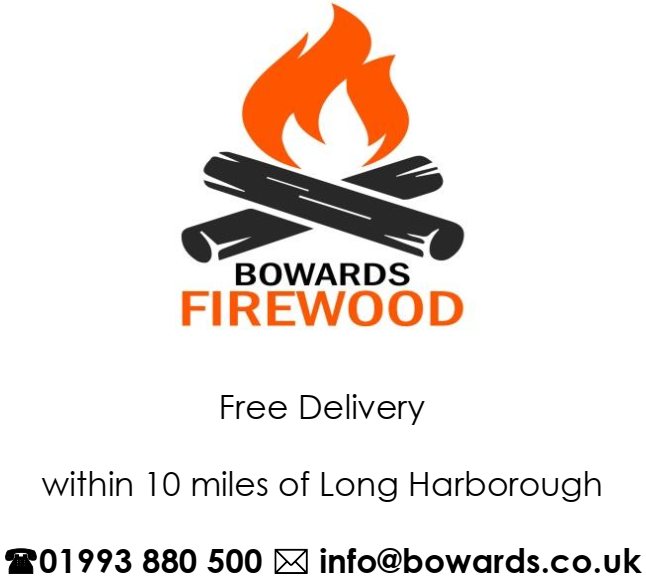 BOWARDS
FIREWOOD
Free Delivery
within 10 miles of Long Harborough
☎01993 880 500 ✉ info@bowards.co.uk